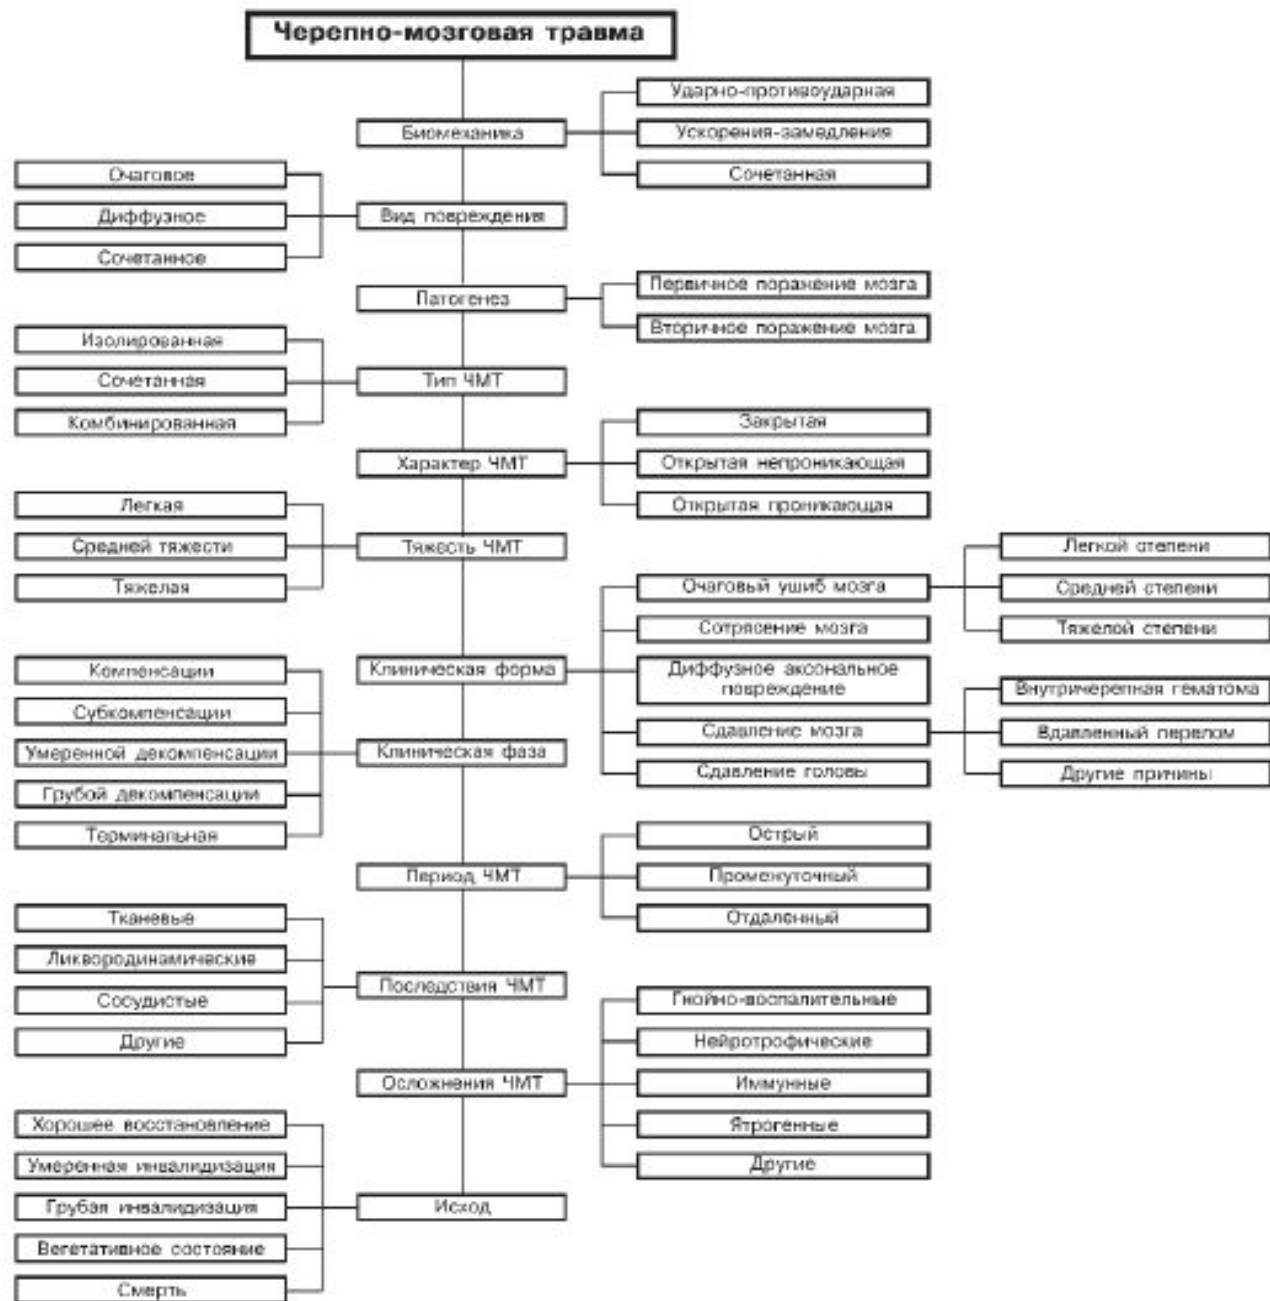 Черепно-мозговая травма
Биомеханика
Ударно-противоударная
Ускорения-замедления
Сочетанная
Вид повреждения
Очаговое
Диффузное
Сочетанное
Патогенез
Первичное поражение мозга
Вторичное поражение мозга
Тип ЧМТ
Изолированная
Сочетанная
Комбинированная
Характер ЧМТ
Закрытая
Открытая непроникающая
Открытая проникающая
Тяжесть ЧМТ
Легкая
Средней тяжести
Тяжелая
Клиническая форма
Очаговый ушиб мозга
Легкой степени
Средней степени
Тяжелой степени
Сотрясение мозга
Диффузное аксональное
повреждение
Сдавление мозга
Внутричерепная гематома
Вдавленный перелом
Другие причины
Сдавление головы
Клиническая фаза
Компенсации
Субкомпенсации
Умеренной декомпенсации
Грубой декомпенсации
Терминальная
Период ЧМТ
Острый
Промежуточный
Отдаленный
Последствия ЧМТ
Тканевые
Ликвородинамические
Сосудистые
Другие
Осложнения ЧМТ
Гнойно-воспалительные
Нейротрофические
Иммунные
Ятрогенные
Другие
Исход
Хорошее восстановление
Умеренная инвалидизация
Грубая инвалидизация
Вегетативное состояние
Смерть